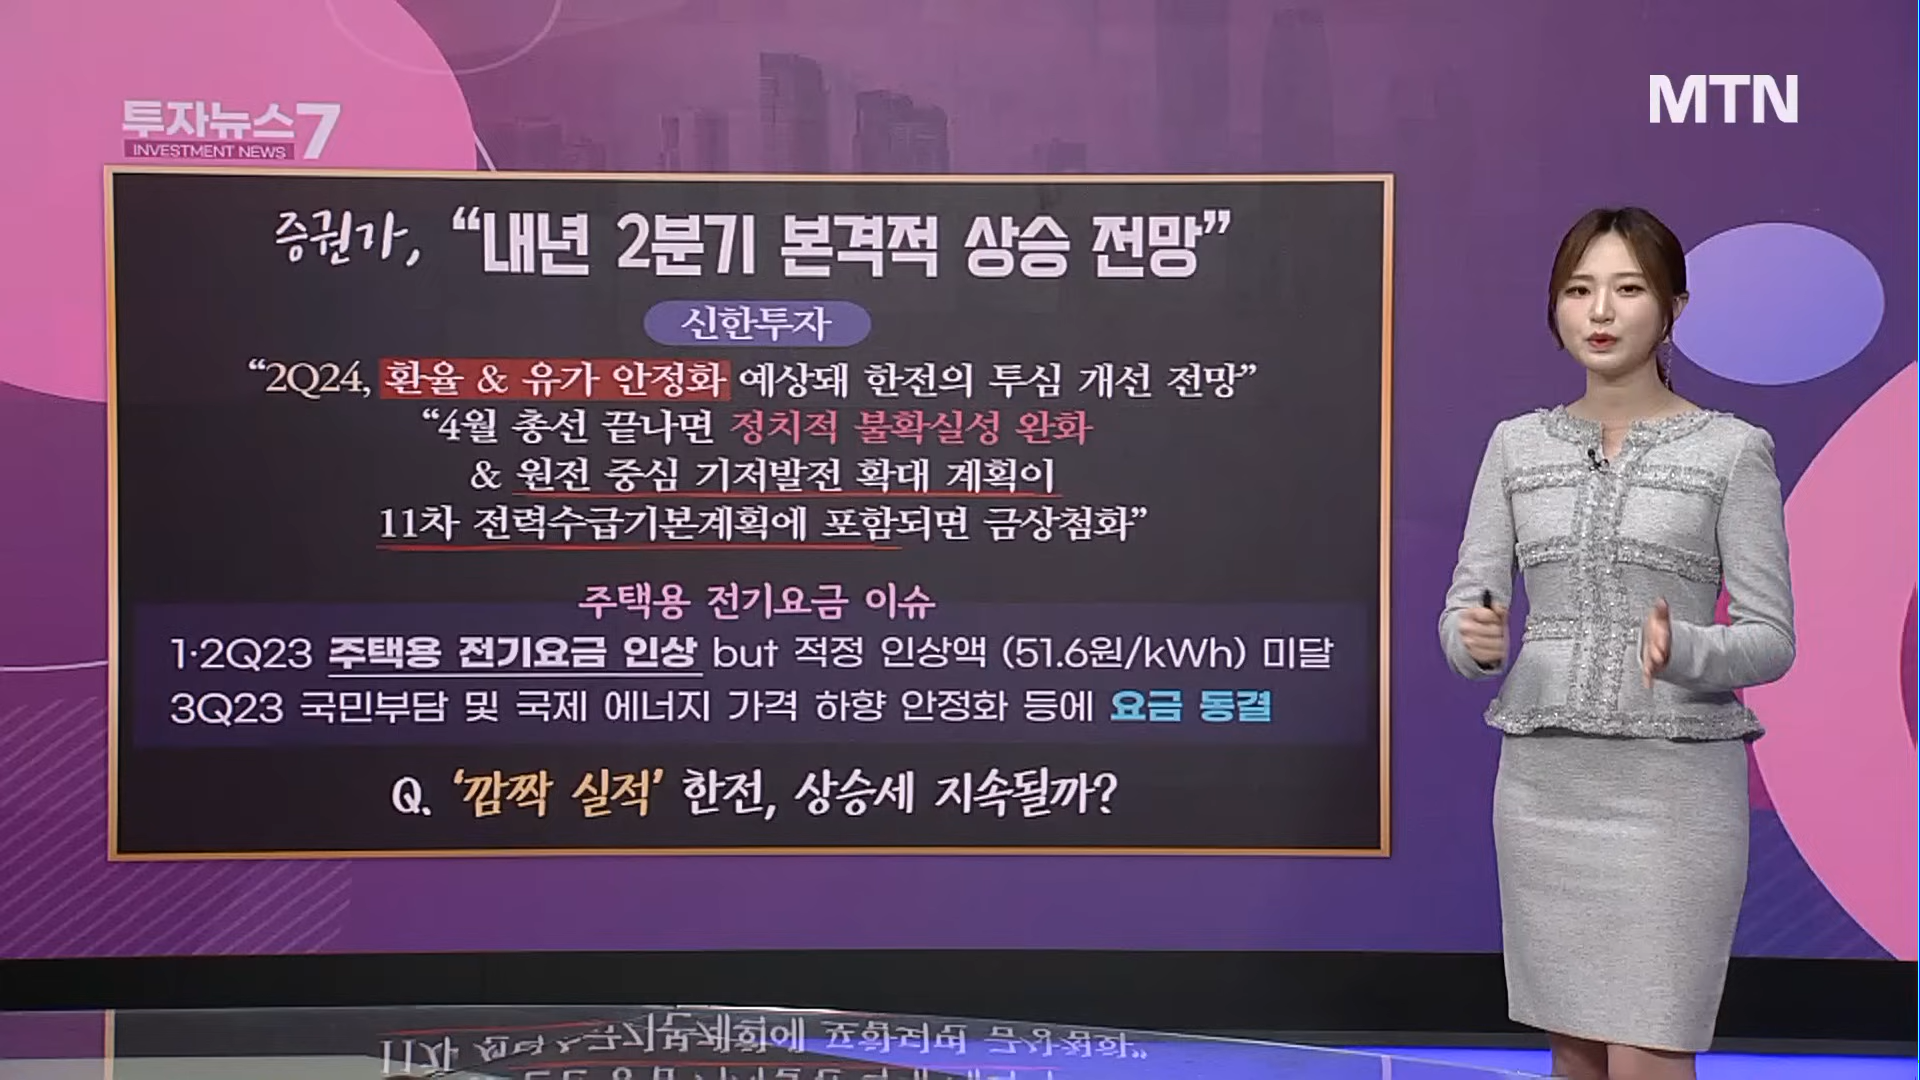 MTN
투자뉴스7
INVESTMENT NEWS
증권가, “내년 2분기 본격적 상승 전망”
신한투자
“2Q24, 환율 & 유가 안정화 예상돼 한전의 투심 개선 전망”
“4월 총선 끝나면 정치적 불확실성 완화
& 원전 중심 기저발전 확대 계획이
11차 전력수급기본계획에 포함되면 금상첨화”
주택용 전기요금 이슈
1·2Q23 주택용 전기요금 인상 but 적정 인상액 (51.6원/kWh) 미달
3Q23 국민부담 및 국제 에너지 가격 하향 안정화 등에 요금 동결
Q. ‘깜짝 실적’ 한전, 상승세 지속될까?